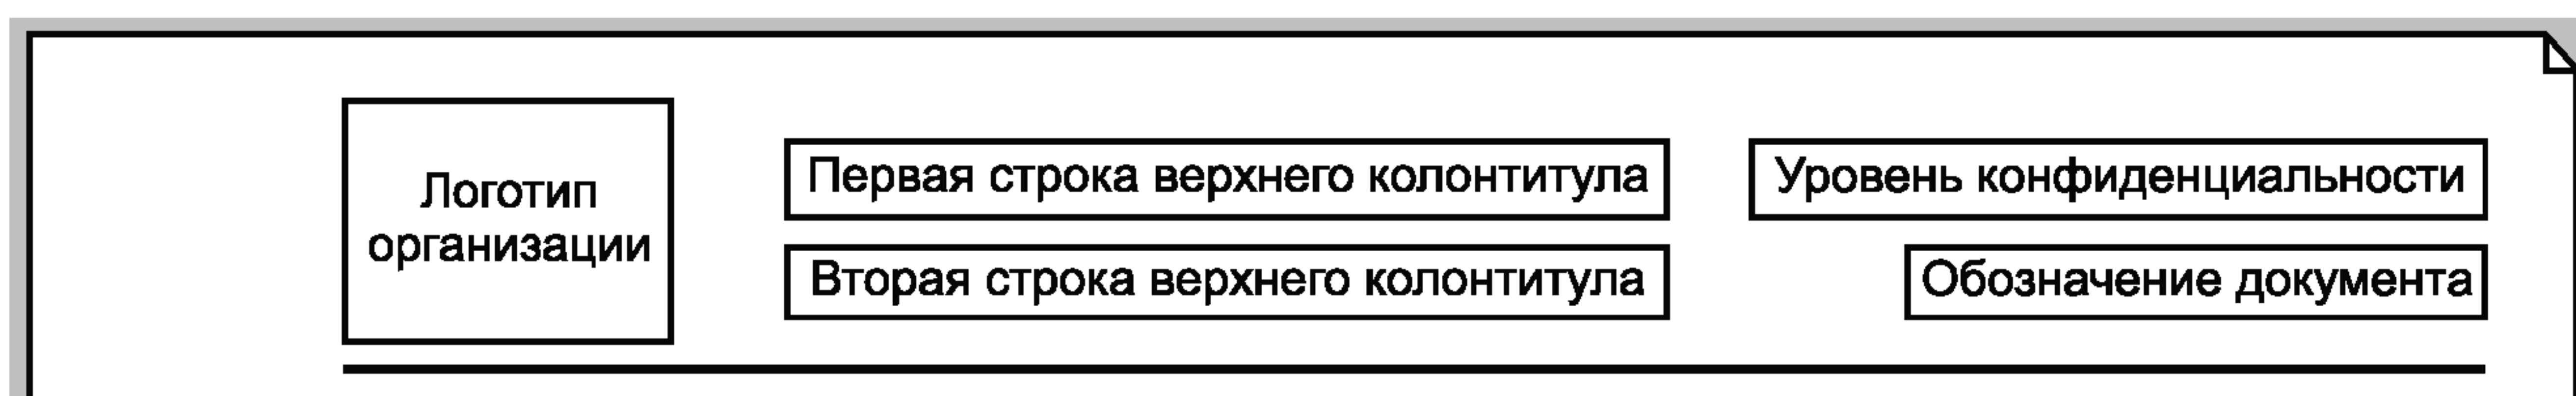 Логотип
организации
Первая строка верхнего колонтитула
Вторая строка верхнего колонтитула
Уровень конфиденциальности
Обозначение документа